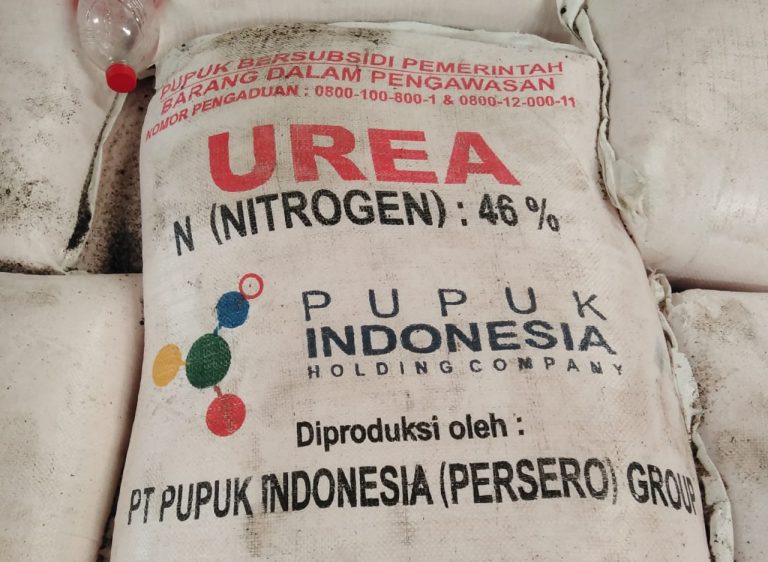 PUPUK BERSUBSIDI PEMERINTAH
BARANG DALAM PENGAWASAN
NOMOR PENGADUAN : 0800-100-800-1 & 0800-12-000-11
UREA
N (NITROGEN) : 46 %
PUPUK
INDONESIA
HOLDING COMPANY
Diproduksi oleh :
PT PUPUK INDONESIA (PERSERO) GROUP